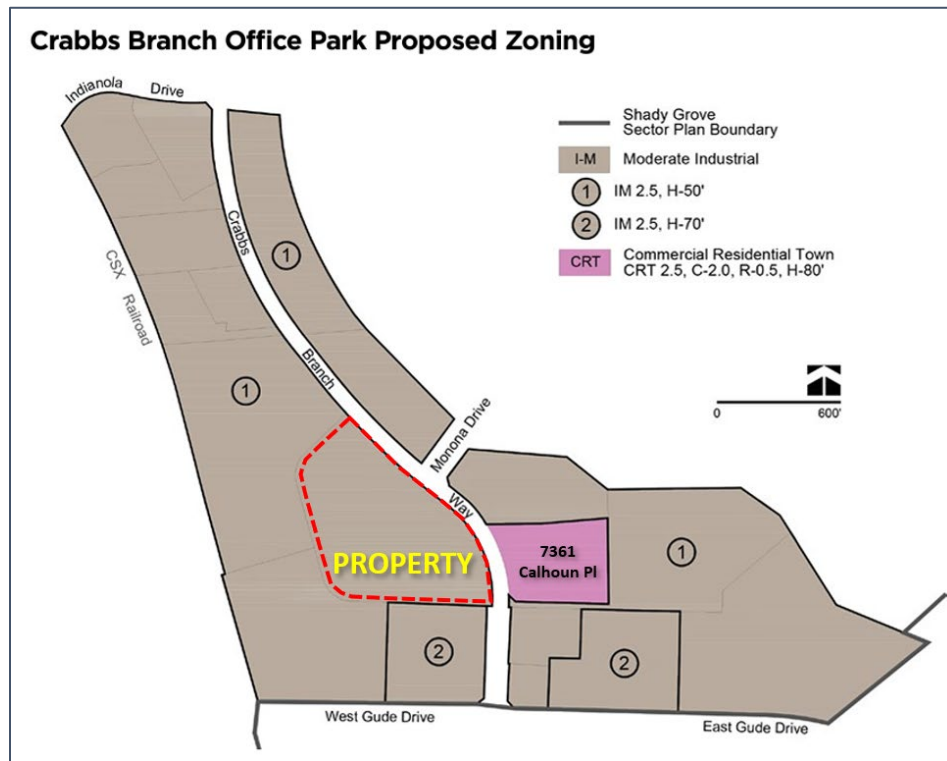 Crabbs Branch Office Park Proposed Zoning
Indianola Drive
Shady Grove
Sector Plan Boundary
I-M Moderate Industrial
1 IM 2.5, H-50'
2 IM 2.5, H-70'
CRT Commercial Residential Town
CRT 2.5, C-2.0, R-0.5, H-80'
Crabbs Branch Way
CSX Railroad
1
1
0 600'
Monona Drive
PROPERTY
7361
Calhoun Pl
1
2
2
West Gude Drive
East Gude Drive